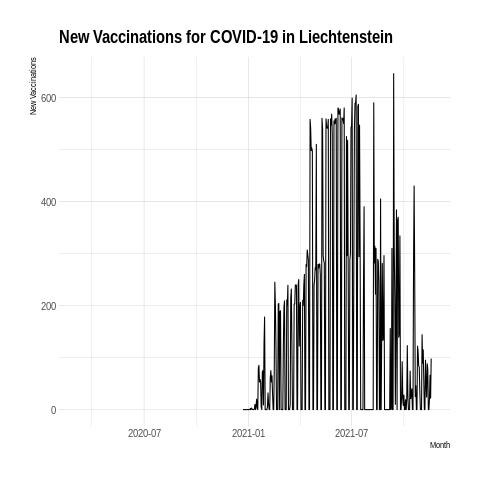 New Vaccinations for COVID-19 in Liechtenstein
New Vaccinations
600
400
200
0
2020-07
2021-01
2021-07
Month